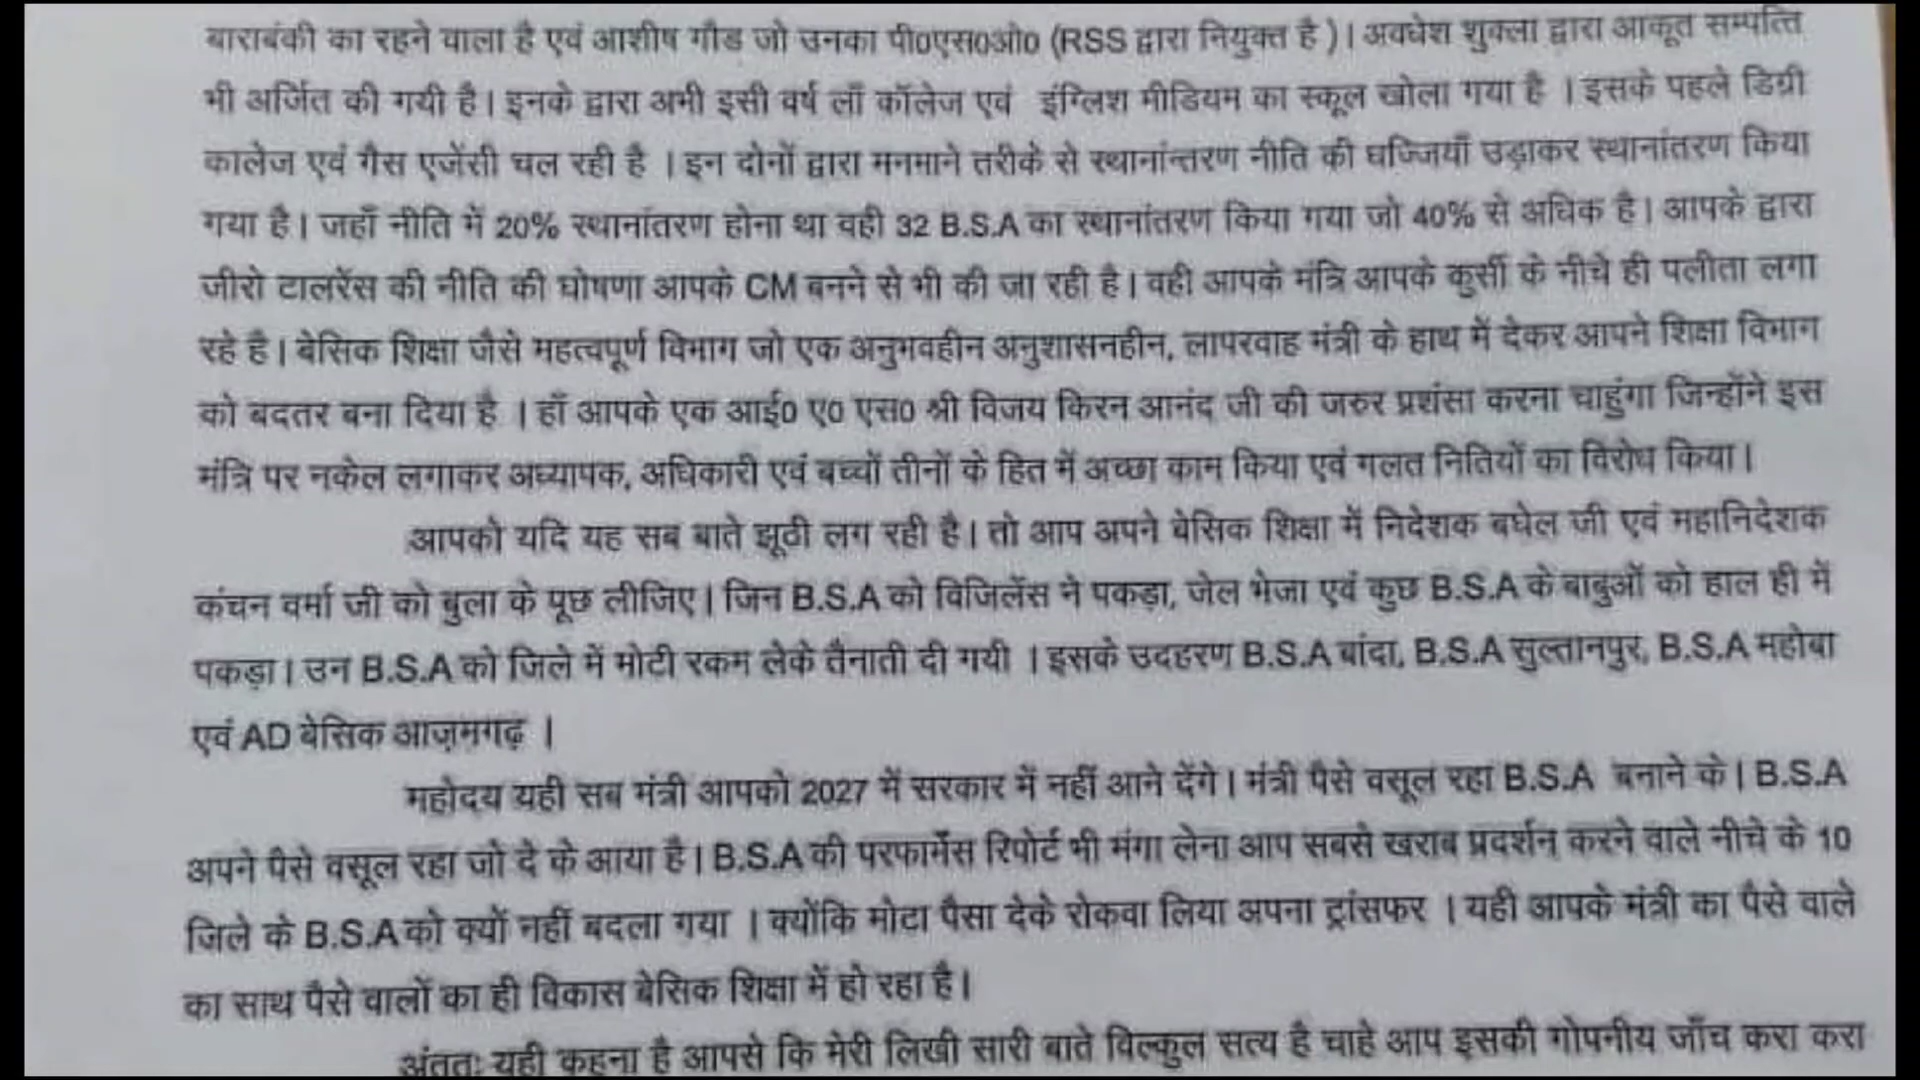 बाराबंकी का रहने वाला है एवं आशीष गौड जो उनका पी0एस0ओ0 (RSS द्वारा नियुक्त है )। अवधेश शुक्ला द्वारा आकूत सम्पत्ति
भी अर्जित की गयी है। इनके द्वारा अभी इसी वर्ष लॉ कॉलेज एवं इंग्लिश मीडियम का स्कूल खोला गया है । इसके पहले डिग्री
कालेज एवं गैस एजेंसी चल रही है । इन दोनों द्वारा मनमाने तरीके से स्थानांन्तरण नीति की धज्जियाँ उड़ाकर स्थानांतरण किया
गया है। जहाँ नीति में 20% स्थानांतरण होना था वही 32 B.S.A का स्थानांतरण किया गया जो 40% से अधिक है। आपके द्वारा
जीरो टालरेंस की नीति की घोषणा आपके CM बनने से भी की जा रही है। वही आपके मंत्रि आपके कुर्सी के नीचे ही पलीता लगा
रहे है। बेसिक शिक्षा जैसे महत्वपूर्ण विभाग जो एक अनुभवहीन अनुशासनहीन, लापरवाह मंत्री के हाथ में देकर आपने शिक्षा विभाग
को बदतर बना दिया है । हाँ आपके एक आई0 ए0 एस0 श्री विजय किरन आनंद जी की जरुर प्रशंसा करना चाहुंगा जिन्होंने इस
मंत्रि पर नकेल लगाकर अध्यापक, अधिकारी एवं बच्चों तीनों के हित में अच्छा काम किया एवं गलत नितियों का विरोध किया।
आपको यदि यह सब बाते झूठी लग रही है। तो आप अपने बेसिक शिक्षा में निदेशक बघेल जी एवं महानिदेशक
कंचन वर्मा जी को बुला के पूछ लीजिए। जिन B.S.A को विजिलेंस ने पकड़ा, जेल भेजा एवं कुछ B.S.A के बाबुओं को हाल ही में
पकड़ा। उन B.S.A को जिले में मोटी रकम लेके तैनाती दी गयी । इसके उदहरण B.S.A बांदा, B.S.A सुल्तानपुर, B.S.A महोबा
एवं AD बेसिक आज़मगढ़ ।
महोदय यही सब मंत्री आपको 2027 में सरकार में नहीं आने देंगे। मंत्री पैसे वसूल रहा B.S.A बनाने के। B.S.A
अपने पैसे वसूल रहा जो दे के आया है। B.S.A की परफार्मेंस रिपोर्ट भी मंगा लेना आप सबसे खराब प्रदर्शन करने वाले नीचे के 10
जिले के B.S.A को क्यों नहीं बदला गया । क्योंकि मोटा पैसा देके रोकवा लिया अपना ट्रांसफर । यही आपके मंत्री का पैसे वाले
का साथ पैसे वालों का ही विकास बेसिक शिक्षा में हो रहा है।
अंततः यही कहना है आपसे कि मेरी लिखी सारी बाते विल्कुल सत्य है चाहे आप इसकी गोपनीय जाँच करा करा